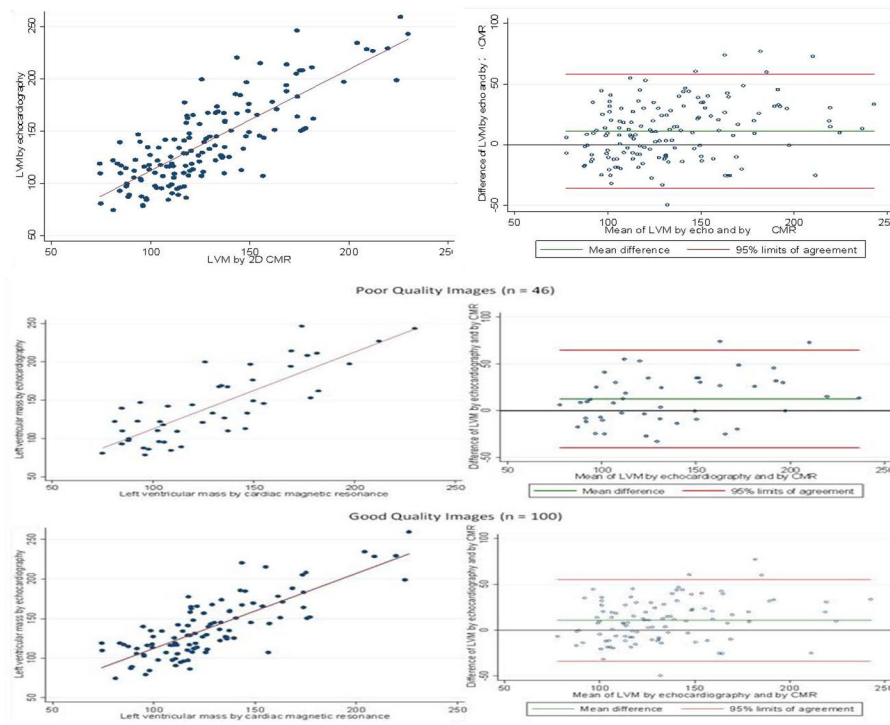 LVM by echocardiography
250
200
150
100
50
50 100 150 200 250
LVM by 2D CMR
Difference of LVM by echo and by CMR
100
50
0
-50
50 100 150 200 250
Mean of LVM by echo and by CMR
Mean difference 95% limits of agreement
Poor Quality Images (n = 46)
Left ventricular mass by echocardiography
250
200
150
100
50
50 100 150 200 250
Left ventricular mass by cardiac magnetic resonance
Difference of LVM by echocardiography and by CMR
100
50
0
-50
50 100 150 200 250
Mean of LVM by echocardiography and by CMR
Mean difference 95% limits of agreement
Good Quality Images (n = 100)
Left ventricular mass by echocardiography
250
200
150
100
50
50 100 150 200 250
Left ventricular mass by cardiac magnetic resonance
Difference of LVM by echocardiography and by CMR
100
50
0
-50
50 100 150 200 250
Mean of LVM by echocardiography and by CMR
Mean difference 95% limits of agreement